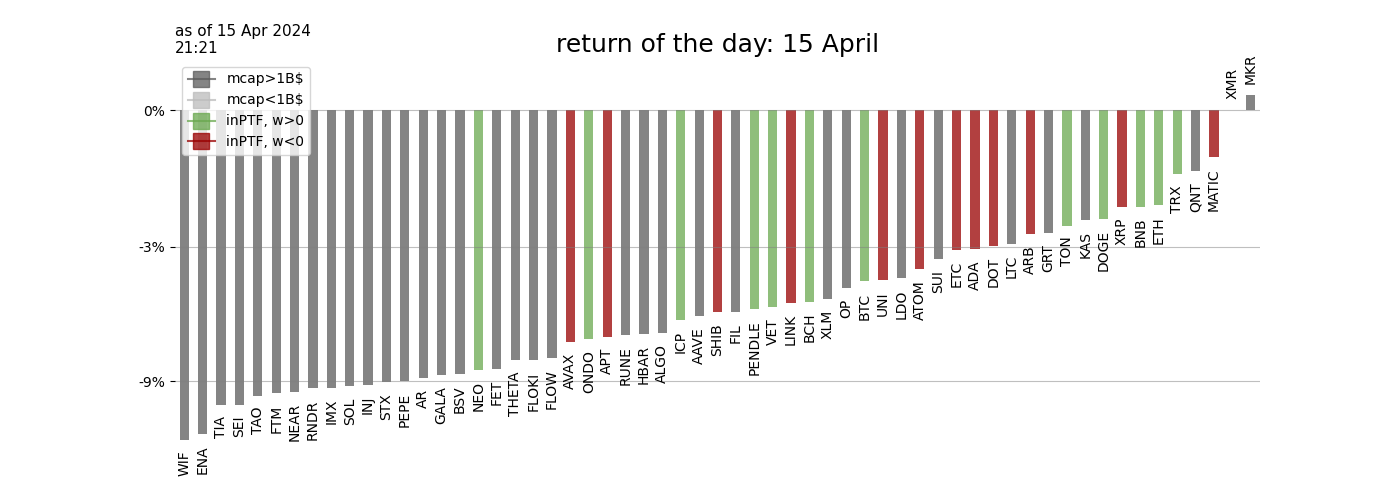 as of 15 Apr 2024
21:21
return of the day: 15 April
mcap>1B$
mcap<1B$
inPTF, w>0
inPTF, w<0
0%
-3%
-9%
WIF
ENA
TIA
SEI
TAO
FTM
NEAR
RNDR
IMX
SOL
INJ
STX
PEPE
AR
GALA
BSV
NEO
FET
THETA
FLOKI
FLOW
AVAX
ONDO
APT
RUNE
HBAR
ALGO
ICP
AAVE
SHIB
FIL
PENDLE
VET
LINK
BCH
XLM
OP
BTC
UNI
LDO
ATOM
SUI
ETC
ADA
DOT
LTC
ARB
GRT
TON
KAS
DOGE
XRP
BNB
ETH
TRX
QNT
MATIC
XMR
MKR